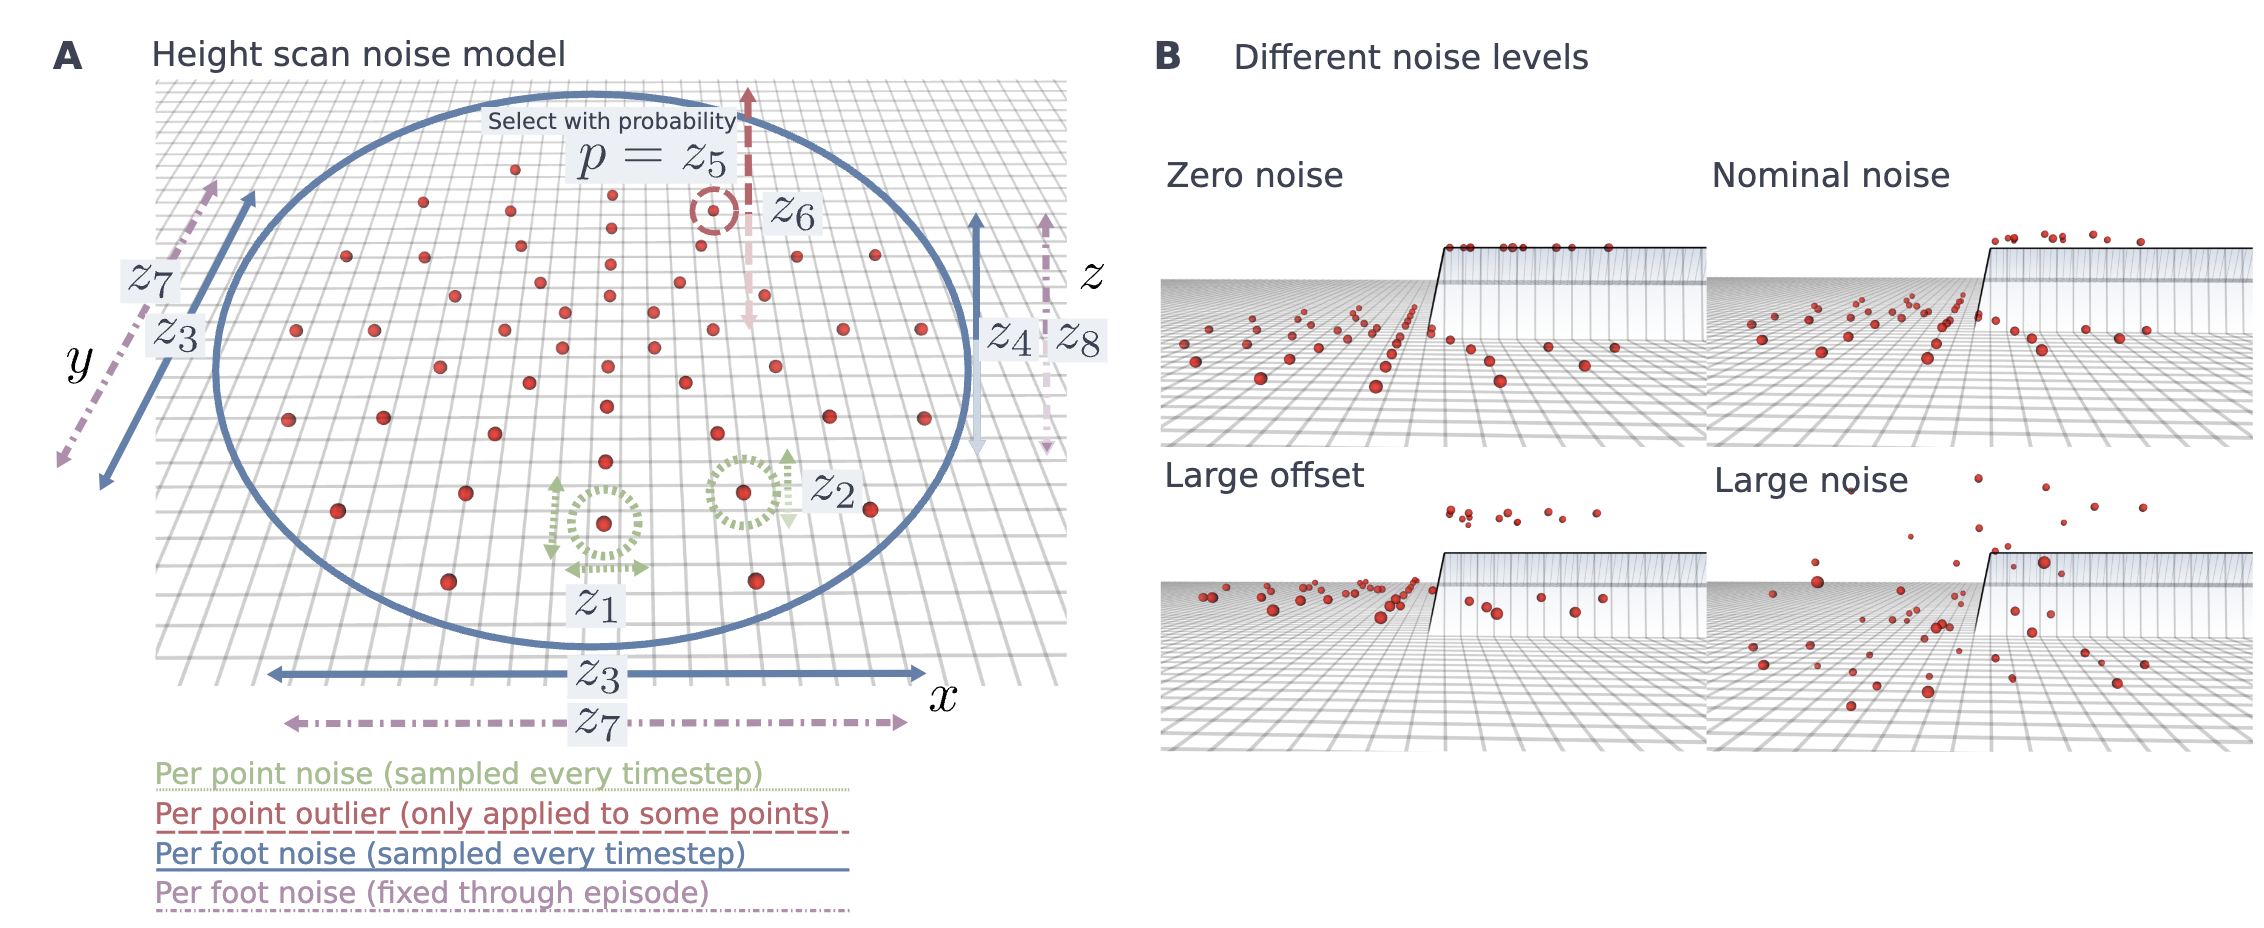 A Height scan noise model
Select with probability
p = z5
z6
z7
z3
y
z4
z8
z
z2
z1
z3
x
z7
Per point noise (sampled every timestep)
Per point outlier (only applied to some points)
Per foot noise (sampled every timestep)
Per foot noise (fixed through episode)
B Different noise levels
Zero noise
Nominal noise
Large offset
Large noise